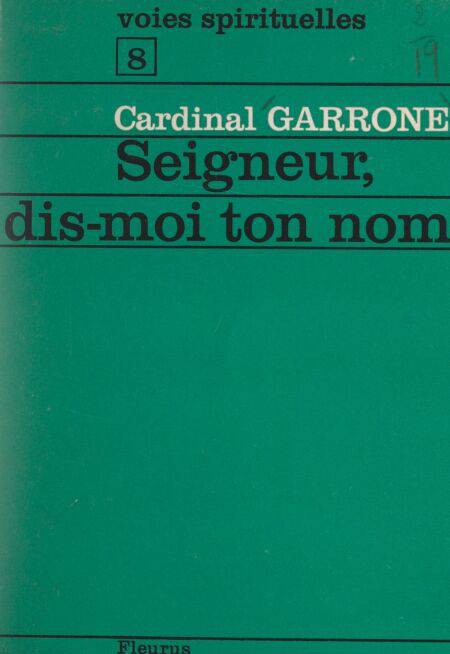 voies spirituelles
8
19
Cardinal GARRONE
Seigneur,
dis-moi ton nom
Fleurus